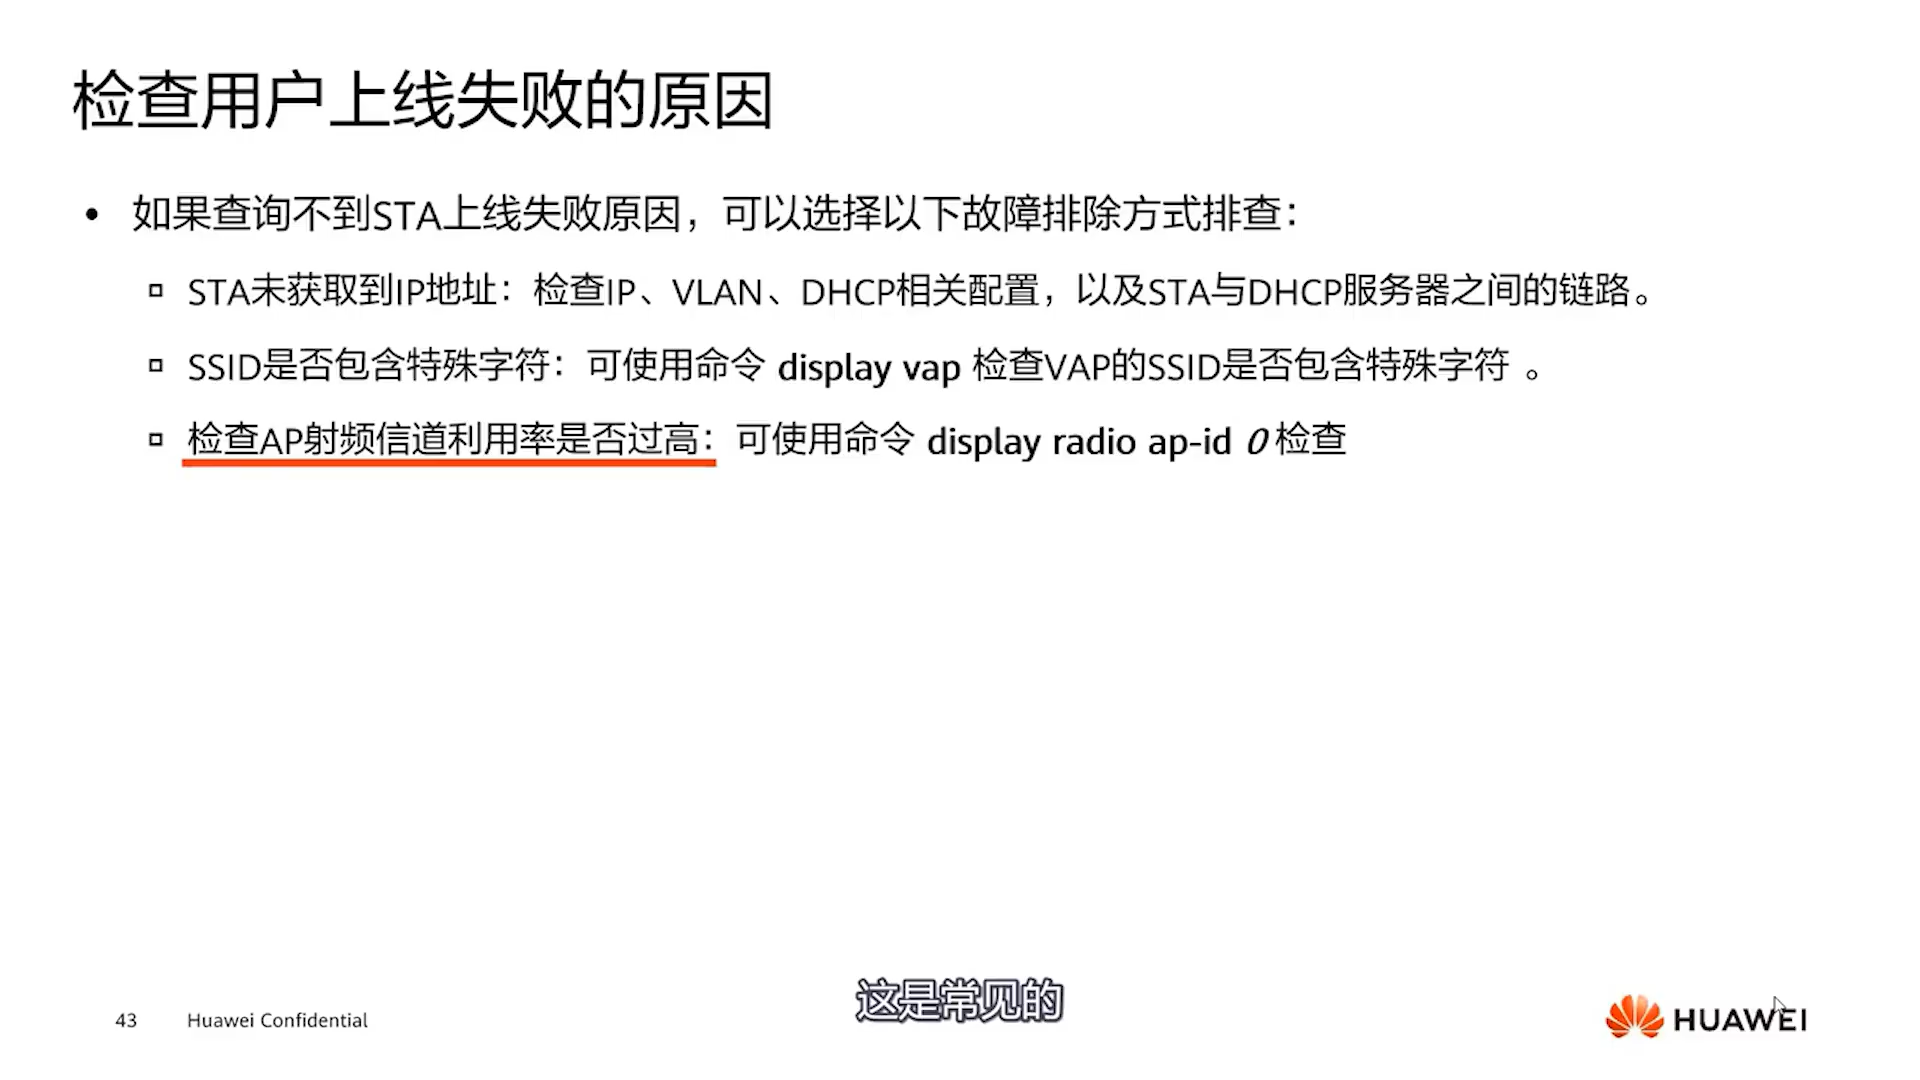 检查用户上线失败的原因
• 如果查询不到STA上线失败原因，可以选择以下故障排除方式排查：
▫ STA未获取到IP地址：检查IP、VLAN、DHCP相关配置，以及STA与DHCP服务器之间的链路。
▫ SSID是否包含特殊字符：可使用命令 display vap 检查VAP的SSID是否包含特殊字符 。
▫ 检查AP射频信道利用率是否过高：可使用命令 display radio ap-id 0 检查
这是常见的
43 Huawei Confidential
HUAWEI